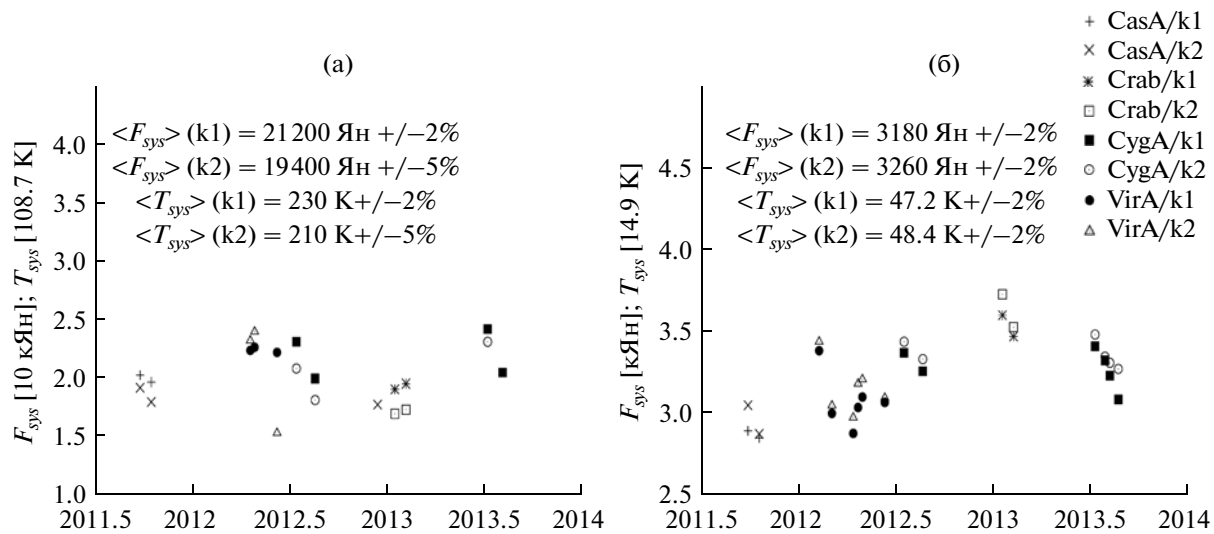 (а)
<F_sys> (k1) = 21200 Ян +/−2%
<F_sys> (k2) = 19400 Ян +/−5%
<T_sys> (k1) = 230 K+/−2%
<T_sys> (k2) = 210 K+/−5%
F_sys [10 кЯн]; T_sys [108.7 K]
4.0
3.5
3.0
2.5
2.0
1.5
1.0
2011.5 2012 2012.5 2013 2013.5 2014
(б)
<F_sys> (k1) = 3180 Ян +/−2%
<F_sys> (k2) = 3260 Ян +/−2%
<T_sys> (k1) = 47.2 K+/−2%
<T_sys> (k2) = 48.4 K+/−2%
F_sys [кЯн]; T_sys [14.9 K]
4.5
4.0
3.5
3.0
2.5
2011.5 2012 2012.5 2013 2013.5 2014
CasA/k1
CasA/k2
Crab/k1
Crab/k2
CygA/k1
CygA/k2
VirA/k1
VirA/k2